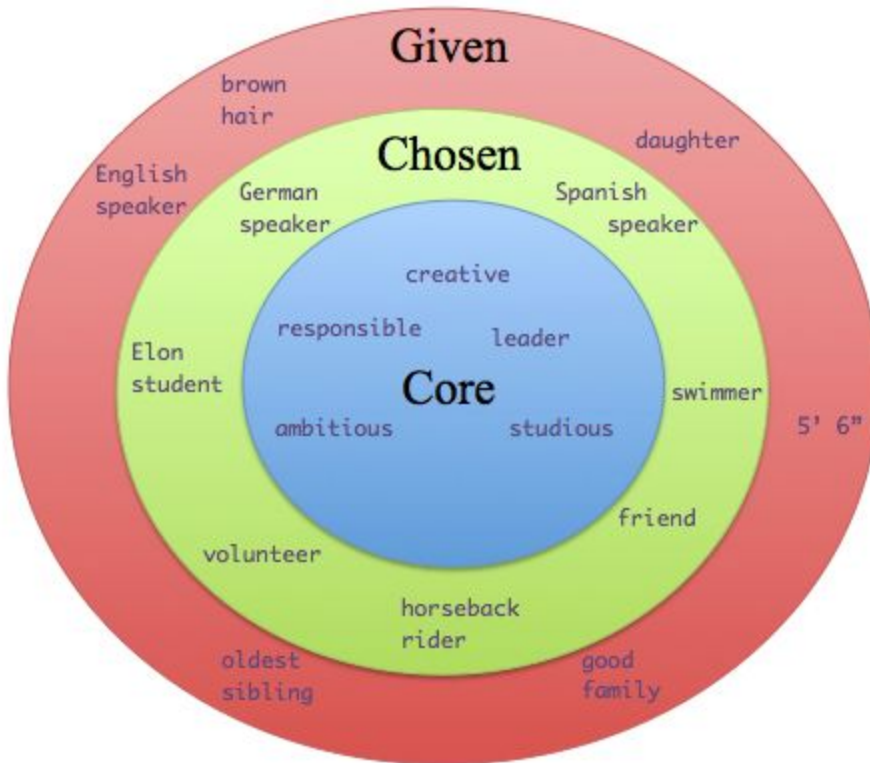 Given
brown
hair
daughter
Chosen
English
speaker
German
speaker
Spanish
speaker
creative
responsible
leader
Elon
student
Core
swimmer
ambitious
studious
5’ 6”
friend
volunteer
horseback
rider
oldest
sibling
good
family